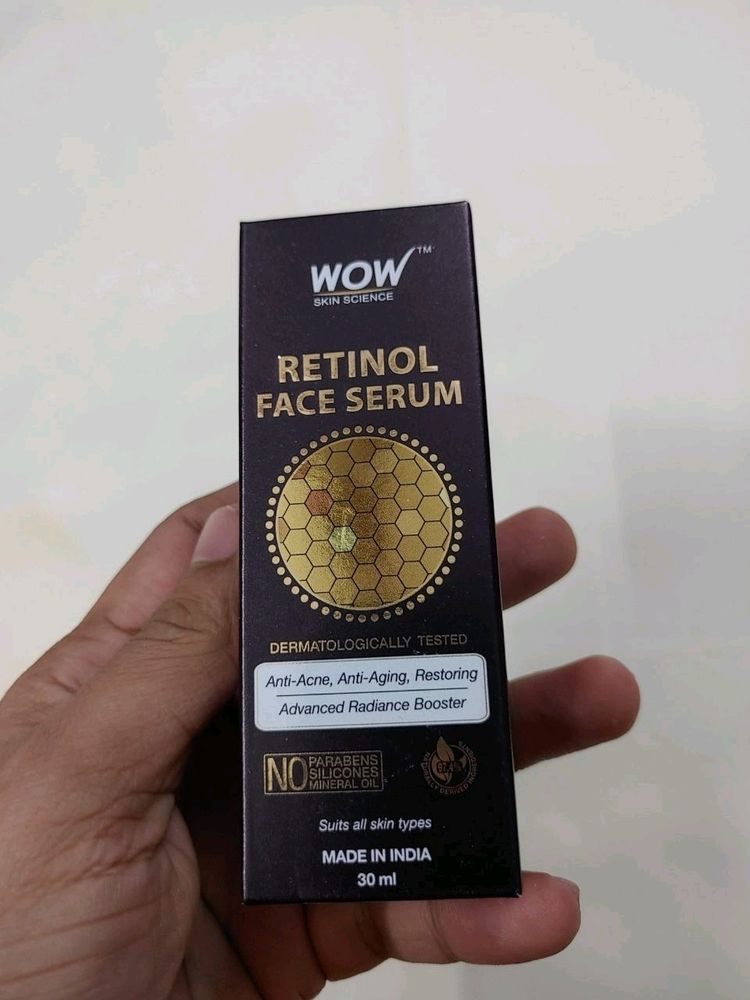 WOW™
SKIN SCIENCE
RETINOL
FACE SERUM
DERMATOLOGICALLY TESTED
Anti-Acne, Anti-Aging, Restoring
Advanced Radiance Booster
NO PARABENS
SILICONES
MINERAL OIL
Suits all skin types
MADE IN INDIA
30 ml